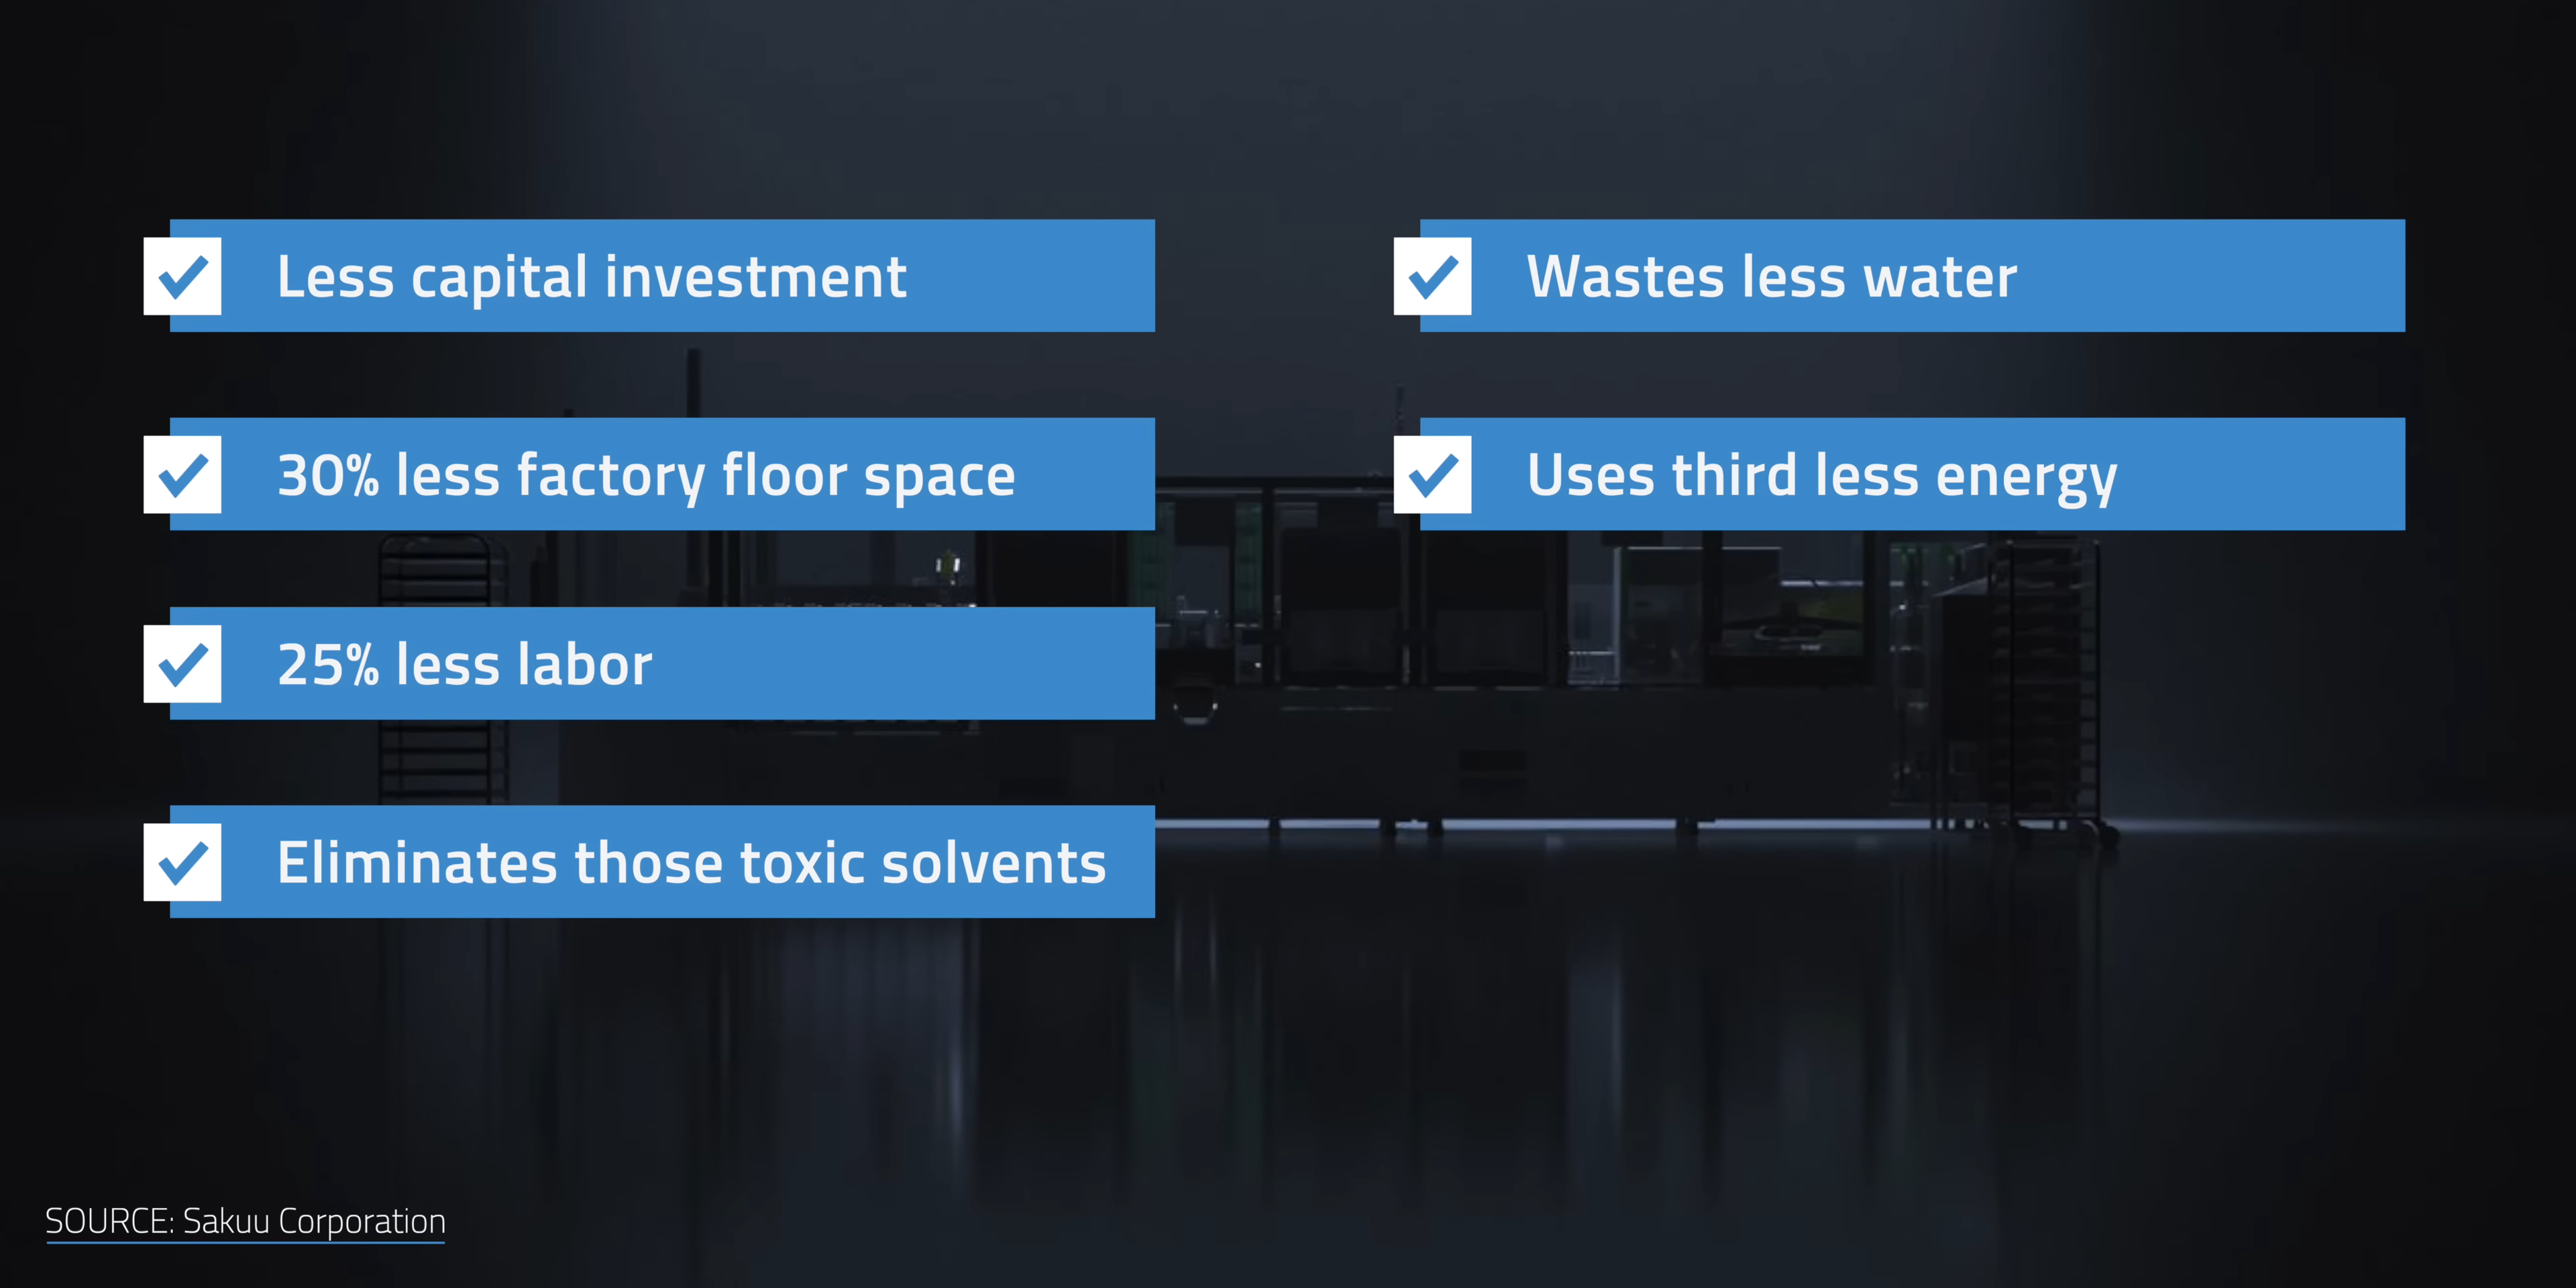 Less capital investment
30% less factory floor space
25% less labor
Eliminates those toxic solvents
Wastes less water
Uses third less energy
SOURCE: Sakuu Corporation